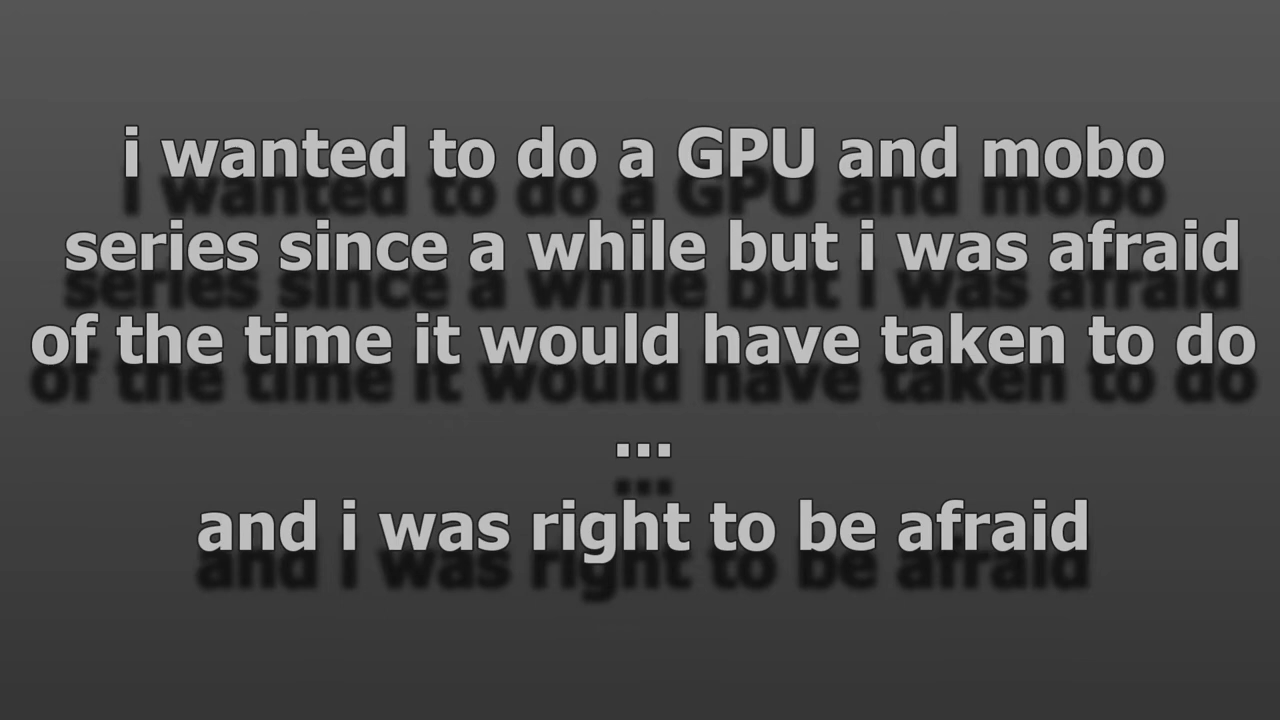 i wanted to do a GPU and mobo
series since a while but i was afraid
of the time it would have taken to do
...
and i was right to be afraid